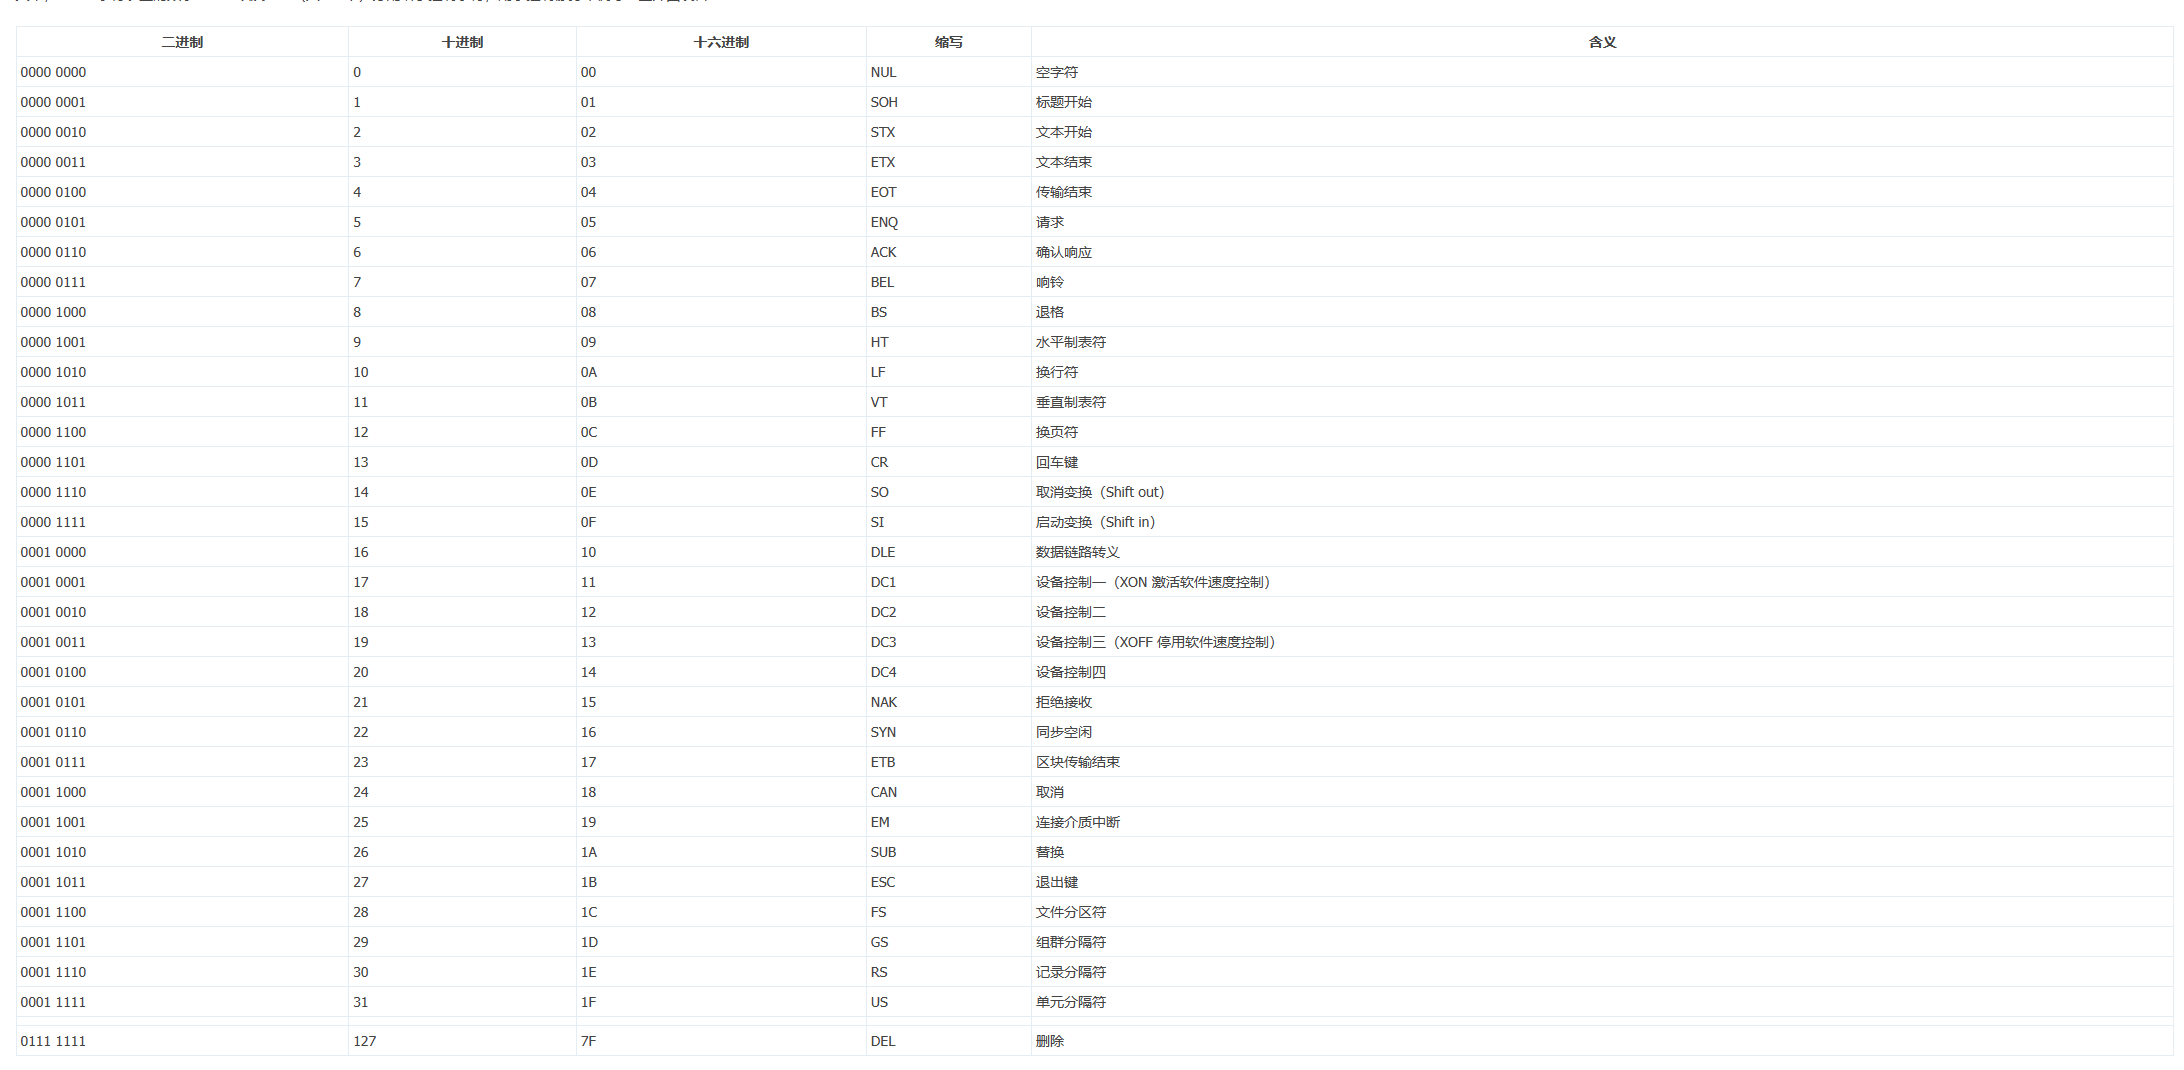 二进制 十进制 十六进制 缩写 含义
0000 0000 0 00 NUL 空字符
0000 0001 1 01 SOH 标题开始
0000 0010 2 02 STX 文本开始
0000 0011 3 03 ETX 文本结束
0000 0100 4 04 EOT 传输结束
0000 0101 5 05 ENQ 请求
0000 0110 6 06 ACK 确认响应
0000 0111 7 07 BEL 响铃
0000 1000 8 08 BS 退格
0000 1001 9 09 HT 水平制表符
0000 1010 10 0A LF 换行符
0000 1011 11 0B VT 垂直制表符
0000 1100 12 0C FF 换页符
0000 1101 13 0D CR 回车键
0000 1110 14 0E SO 取消变换（Shift out）
0000 1111 15 0F SI 启动变换（Shift in）
0001 0000 16 10 DLE 数据链路转义
0001 0001 17 11 DC1 设备控制一（XON 激活软件速度控制）
0001 0010 18 12 DC2 设备控制二
0001 0011 19 13 DC3 设备控制三（XOFF 停用软件速度控制）
0001 0100 20 14 DC4 设备控制四
0001 0101 21 15 NAK 拒绝接收
0001 0110 22 16 SYN 同步空闲
0001 0111 23 17 ETB 区块传输结束
0001 1000 24 18 CAN 取消
0001 1001 25 19 EM 连接介质中断
0001 1010 26 1A SUB 替换
0001 1011 27 1B ESC 退出键
0001 1100 28 1C FS 文件分区符
0001 1101 29 1D GS 组群分隔符
0001 1110 30 1E RS 记录分隔符
0001 1111 31 1F US 单元分隔符
0111 1111 127 7F DEL 删除